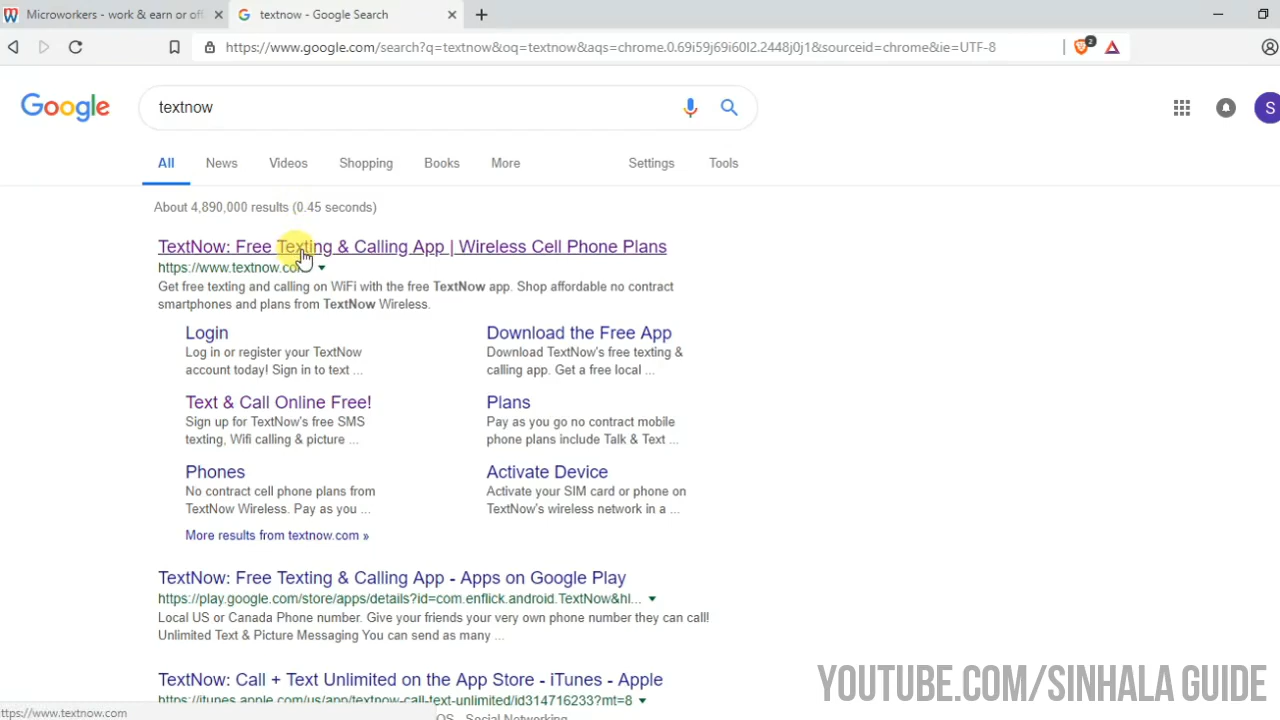 Microworkers - work & earn or off
textnow - Google Search
https://www.google.com/search?q=textnow&oq=textnow&aqs=chrome.0.69i59j69i60l2.2448j0j1&sourceid=chrome&ie=UTF-8
2
Google
textnow
S
All News Videos Shopping Books More Settings Tools
About 4,890,000 results (0.45 seconds)
TextNow: Free Texting & Calling App | Wireless Cell Phone Plans
https://www.textnow.com
Get free texting and calling on WiFi with the free TextNow app. Shop affordable no contract
smartphones and plans from TextNow Wireless.
Login
Log in or register your TextNow
account today! Sign in to text ...
Download the Free App
Download TextNow's free texting &
calling app. Get a free local ...
Text & Call Online Free!
Sign up for TextNow's free SMS
texting, Wifi calling & picture ...
Plans
Pay as you go no contract mobile
phone plans include Talk & Text ...
Phones
No contract cell phone plans from
TextNow Wireless. Pay as you ...
Activate Device
Activate your SIM card or phone on
TextNow's wireless network in a ...
More results from textnow.com »
TextNow: Free Texting & Calling App - Apps on Google Play
https://play.google.com/store/apps/details?id=com.enflick.android.TextNow&hl...
Local US or Canada Phone number. Give your friends your very own phone number they can call!
Unlimited Text & Picture Messaging You can send as many ...
TextNow: Call + Text Unlimited on the App Store - iTunes - Apple
https://itunes.apple.com/us/app/textnow-call-text-unlimited/id314716233?mt=8
OS - Social Networking
ttps://www.textnow.com
YOUTUBE.COM/SINHALA GUIDE